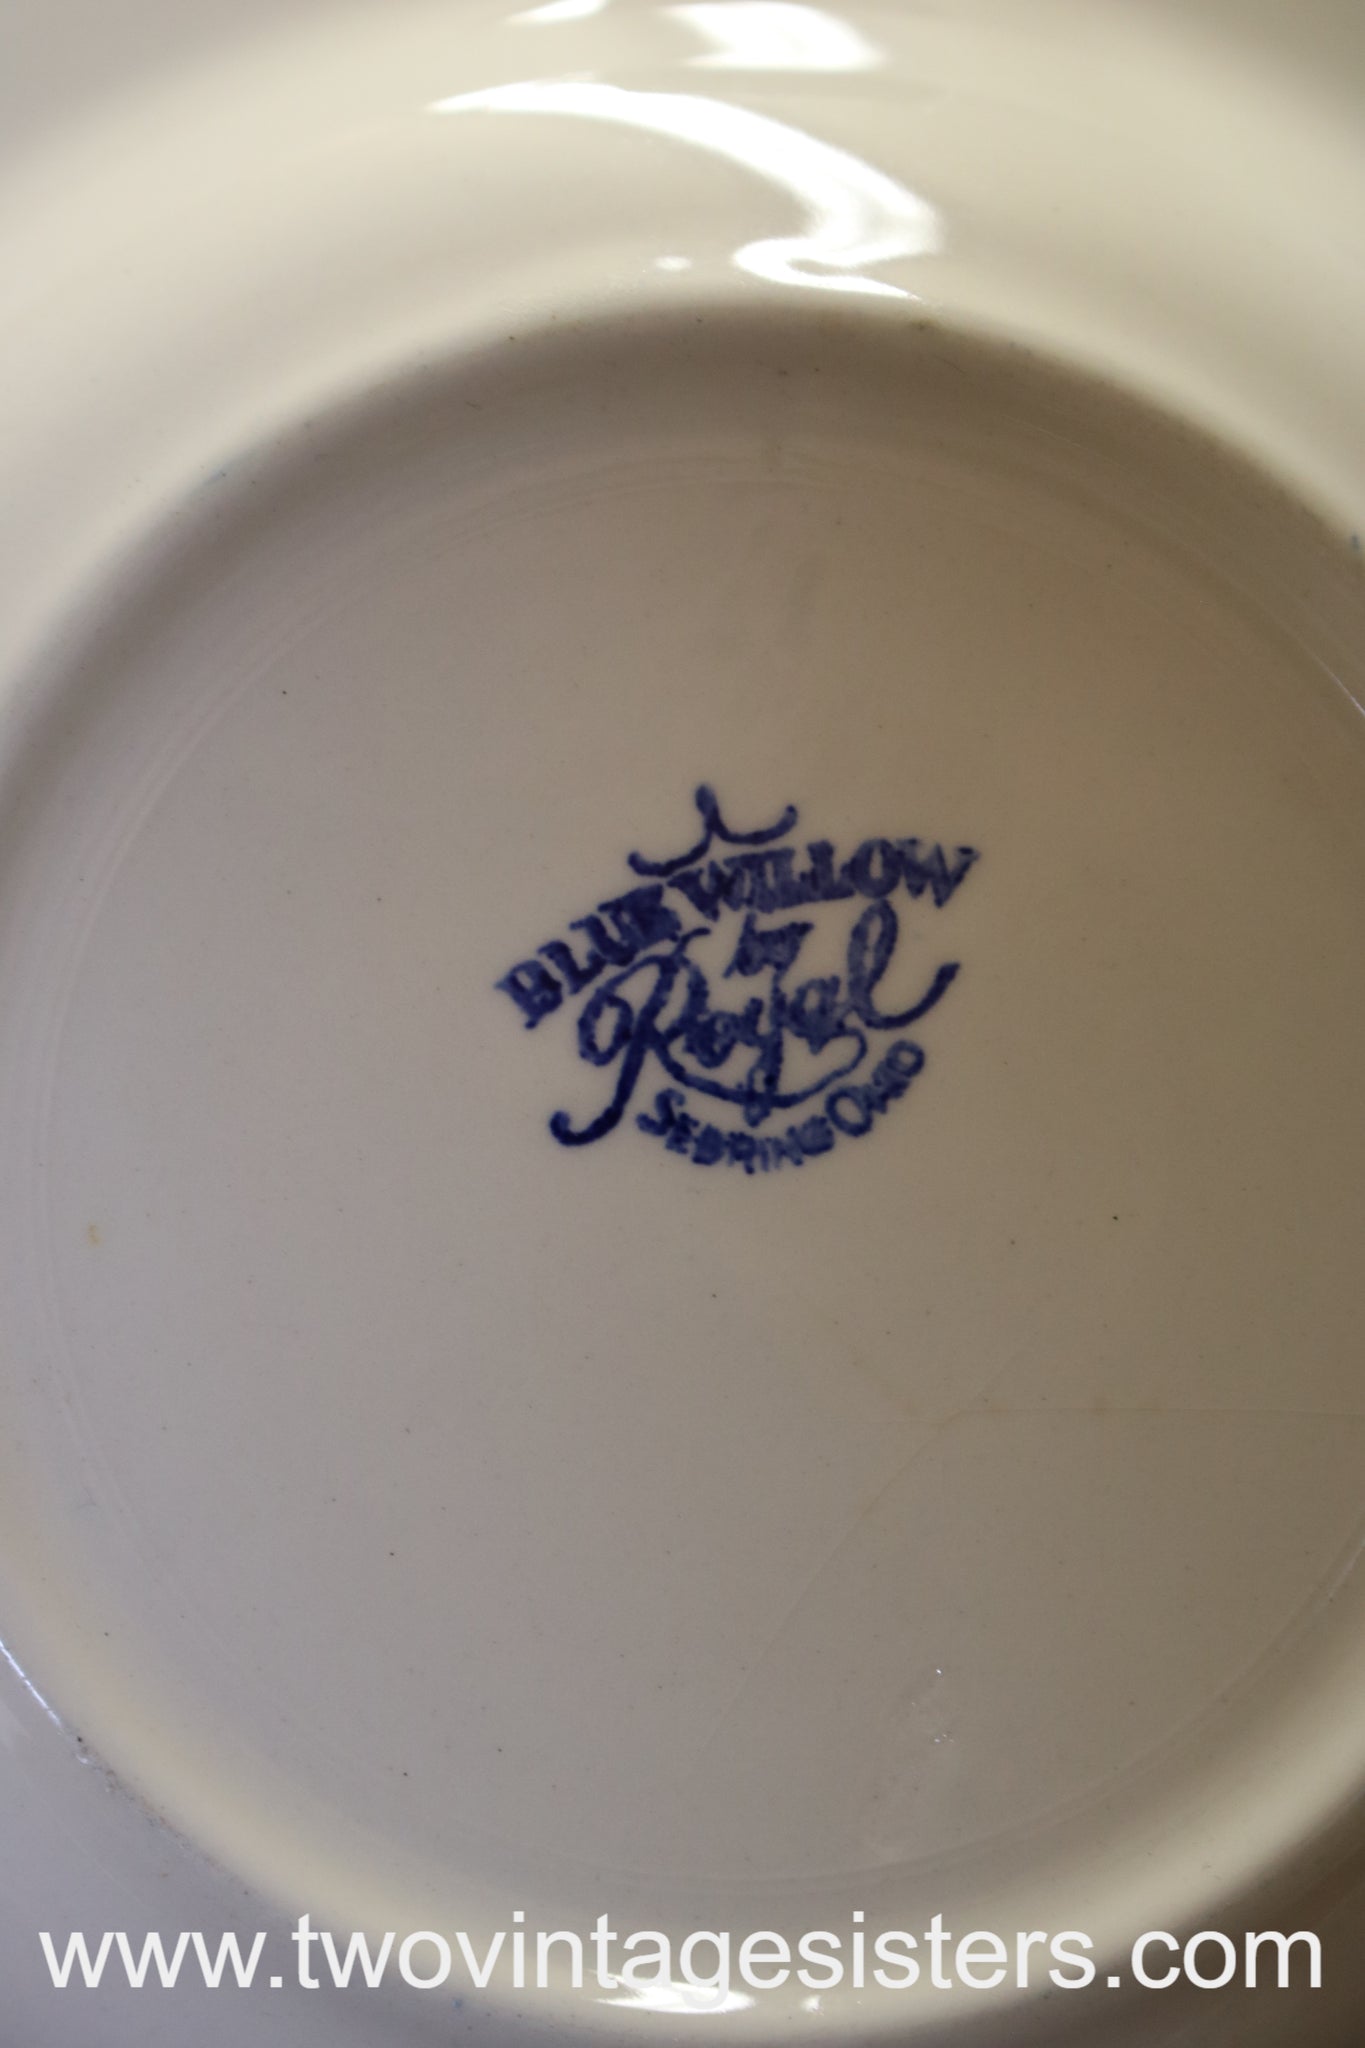 BLUE WILLOW
by
Royal
SEBRING OHIO
www.twovintagesisters.com